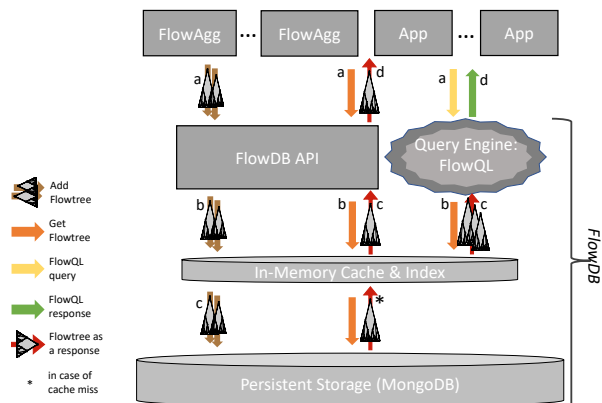 FlowAgg ... FlowAgg App ... App
a a d a d
FlowDB API
Query Engine:
FlowQL
b b c b c
In-Memory Cache & Index
c *
Persistent Storage (MongoDB)
FlowDB
Add
Flowtree
Get
Flowtree
FlowQL
query
FlowQL
response
Flowtree as
a response
* in case of
cache miss